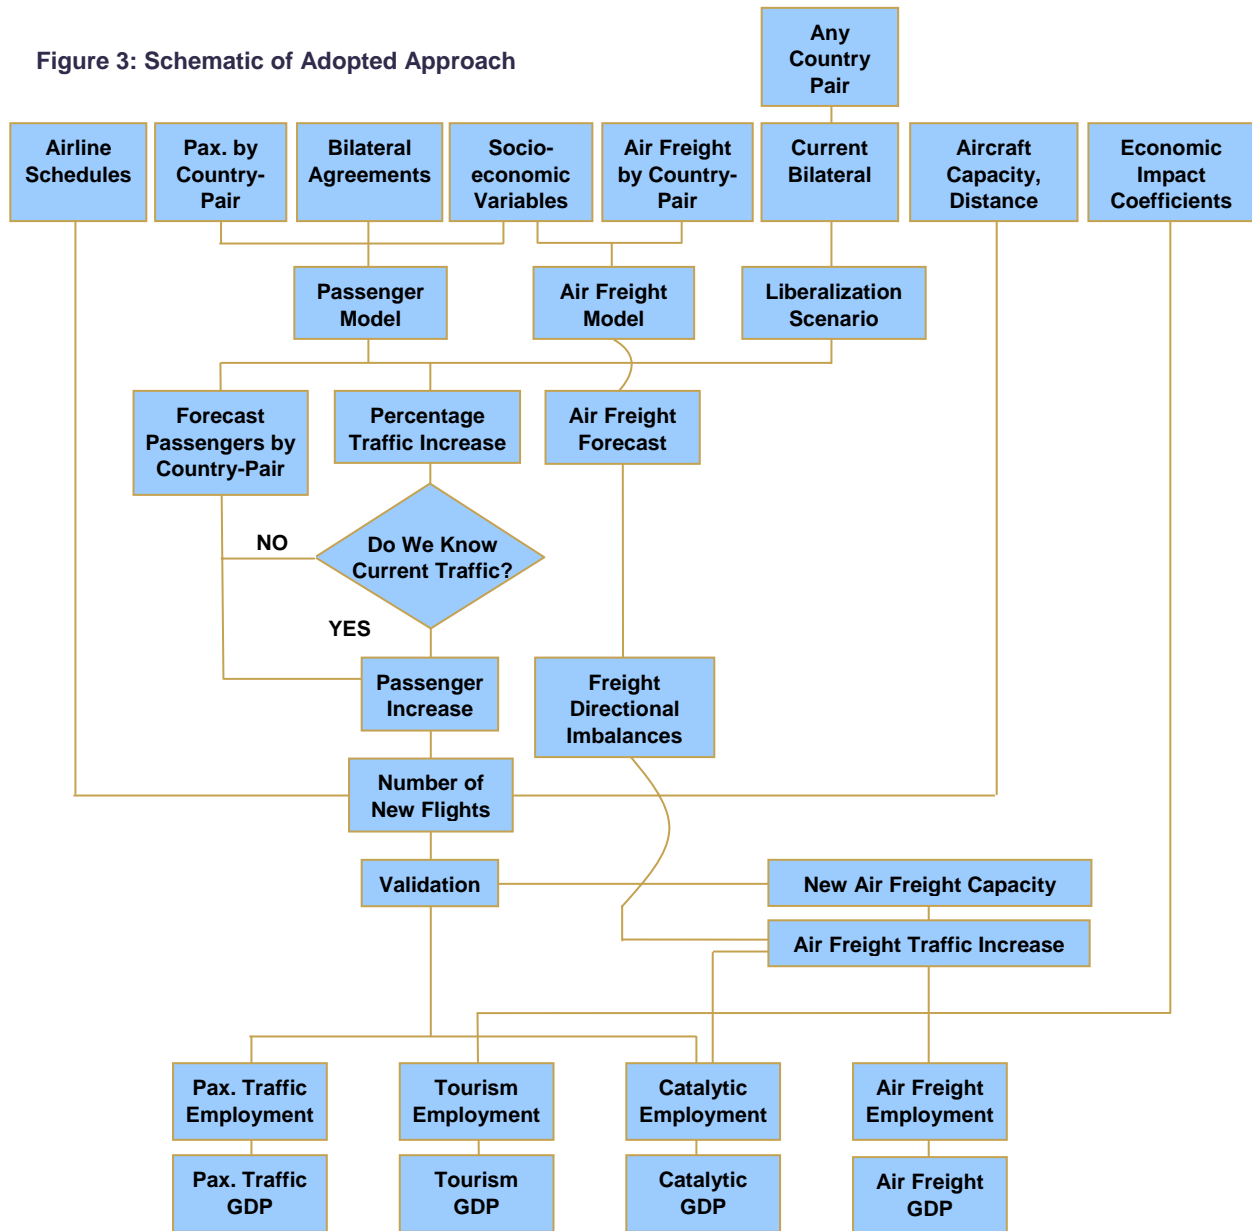 Figure 3: Schematic of Adopted Approach
Any
Country
Pair
Airline
Schedules
Pax. by
Country-
Pair
Bilateral
Agreements
Socio-
economic
Variables
Air Freight
by Country-
Pair
Current
Bilateral
Aircraft
Capacity,
Distance
Economic
Impact
Coefficients
Passenger
Model
Air Freight
Model
Liberalization
Scenario
Forecast
Passengers by
Country-Pair
Percentage
Traffic Increase
Air Freight
Forecast
NO
Do We Know
Current Traffic?
YES
Passenger
Increase
Freight
Directional
Imbalances
Number of
New Flights
Validation
New Air Freight Capacity
Air Freight Traffic Increase
Pax. Traffic
Employment
Tourism
Employment
Catalytic
Employment
Air Freight
Employment
Pax. Traffic
GDP
Tourism
GDP
Catalytic
GDP
Air Freight
GDP